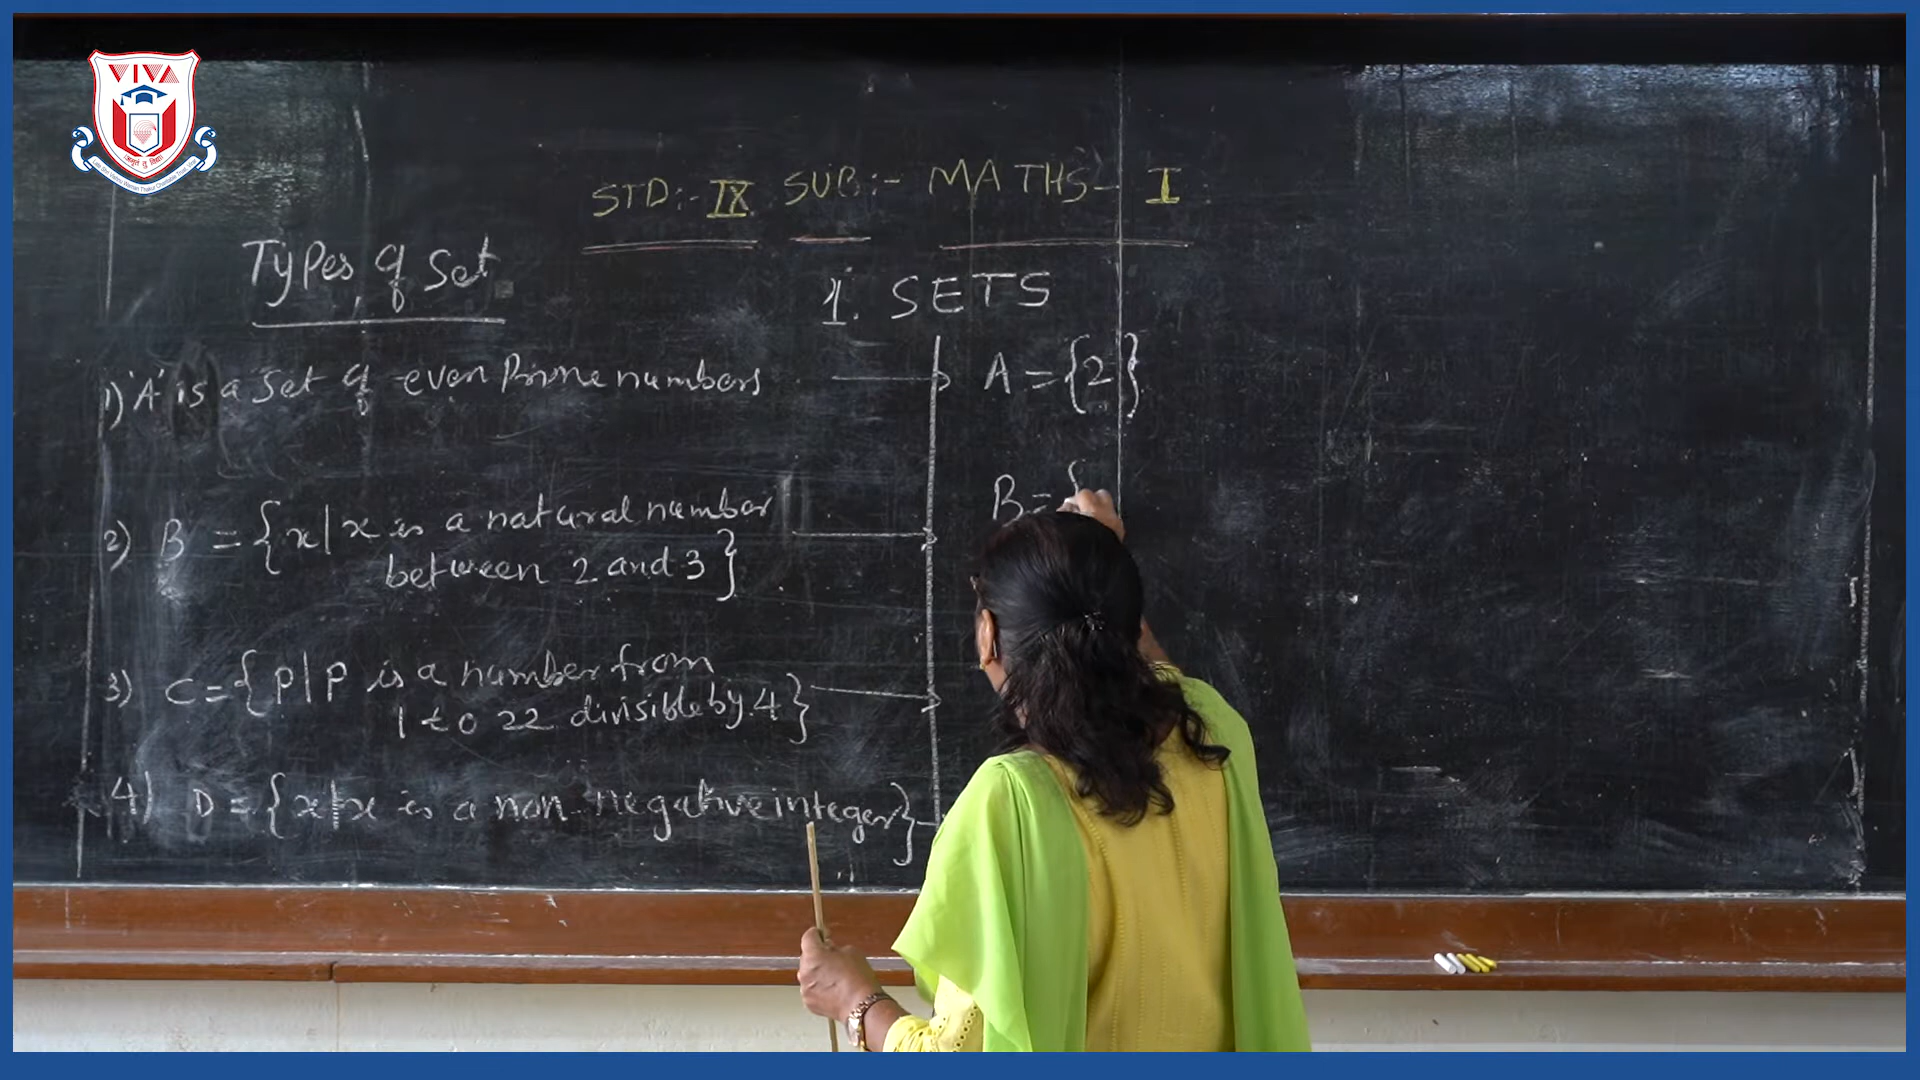 VIVA
STD:- IX SUB:- MATHS- I
Types of Set
1. SETS
1) 'A' is a set of even Prime numbers
A = {2}
2) B = {x|x is a natural number
between 2 and 3}
B = {
3) C = {P|P is a number from
1 to 22 divisible by 4}
4) D = {x|x is a non-negative integer}